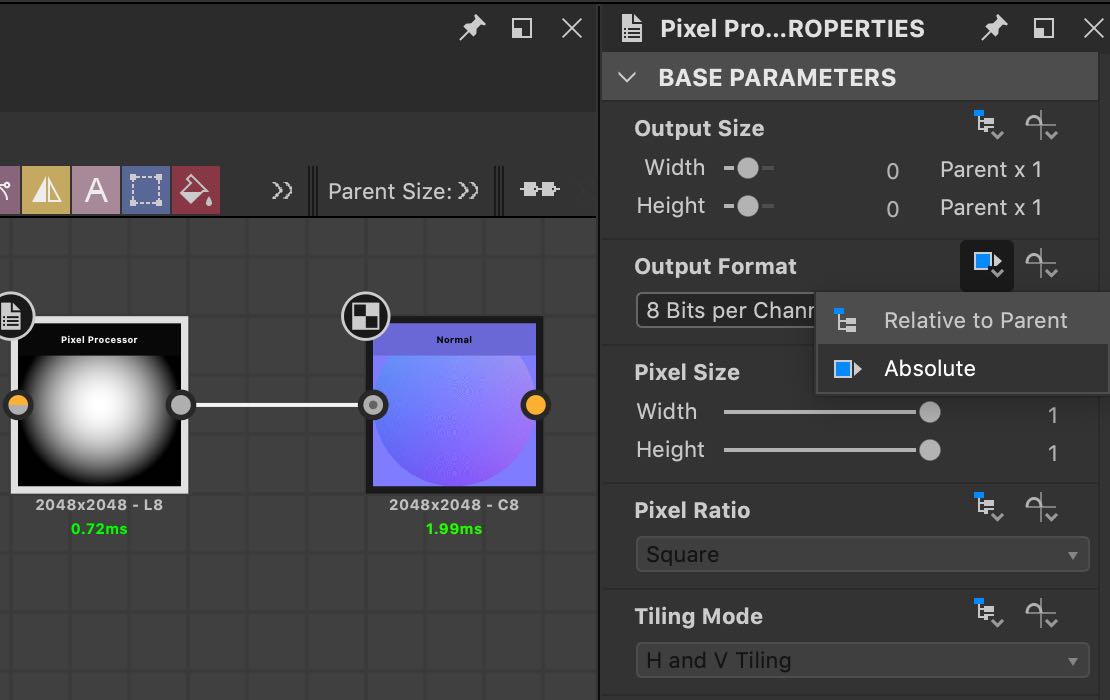 Pixel Pro...ROPERTIES
BASE PARAMETERS
Output Size
Width 0 Parent x 1
Height 0 Parent x 1
A Parent Size:
Output Format
8 Bits per Chann
Relative to Parent
Absolute
Pixel Processor
Normal
2048x2048 - L8
0.72ms
2048x2048 - C8
1.99ms
Pixel Size
Width 1
Height 1
Pixel Ratio
Square
Tiling Mode
H and V Tiling